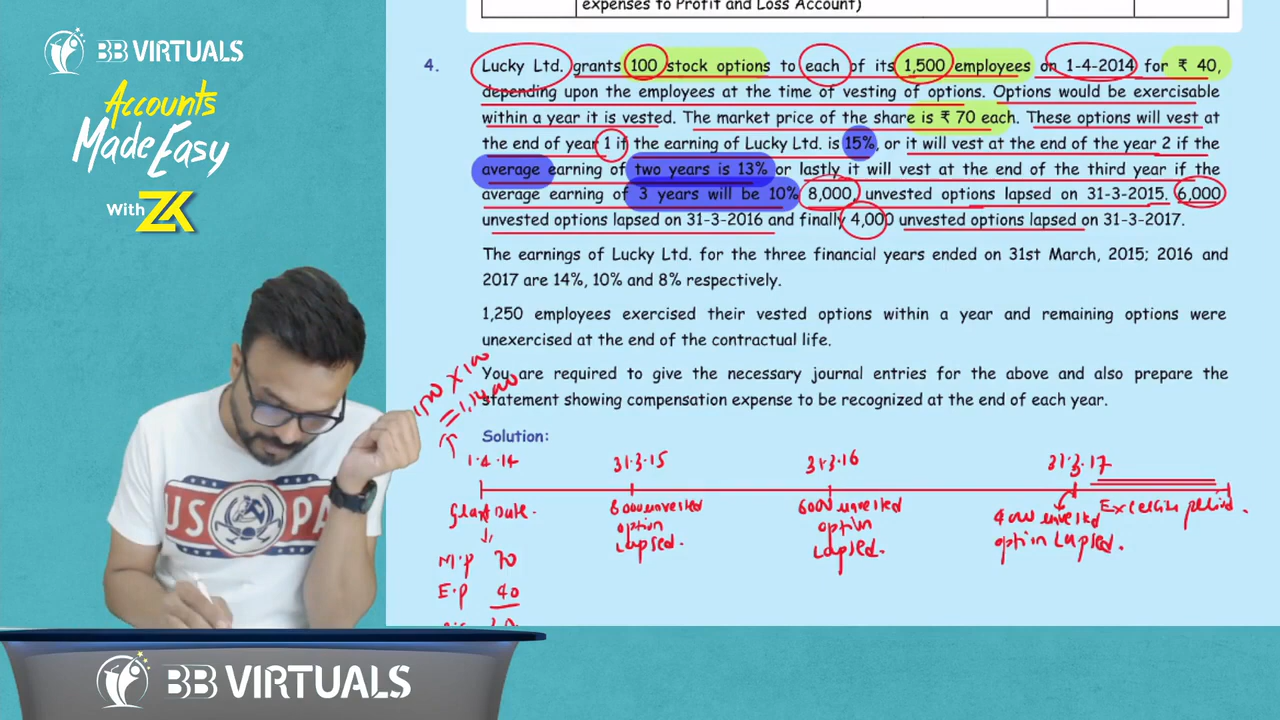 expenses to Profit and Loss Account)
BB VIRTUALS
Accounts
Made Easy
With ZK
4. Lucky Ltd. grants 100 stock options to each of its 1,500 employees on 1-4-2014 for ₹ 40,
depending upon the employees at the time of vesting of options. Options would be exercisable
within a year it is vested. The market price of the share is ₹ 70 each. These options will vest at
the end of year 1 if the earning of Lucky Ltd. is 15%, or it will vest at the end of the year 2 if the
average earning of two years is 13% or lastly it will vest at the end of the third year if the
average earning of 3 years will be 10% 8,000 unvested options lapsed on 31-3-2015. 6,000
unvested options lapsed on 31-3-2016 and finally 4,000 unvested options lapsed on 31-3-2017.
The earnings of Lucky Ltd. for the three financial years ended on 31st March, 2015; 2016 and
2017 are 14%, 10% and 8% respectively.
1,250 employees exercised their vested options within a year and remaining options were
unexercised at the end of the contractual life.
You are required to give the necessary journal entries for the above and also prepare the
statement showing compensation expense to be recognized at the end of each year.
Solution:
1.4.14 31.3.15 31.3.16 31.3.17
Grant Date. 8000 unvested option lapsed. 6000 unvested option lapsed. 4000 unvested option lapsed. Excercise period.
M.P 70
E.P 40
US PA
BB VIRTUALS